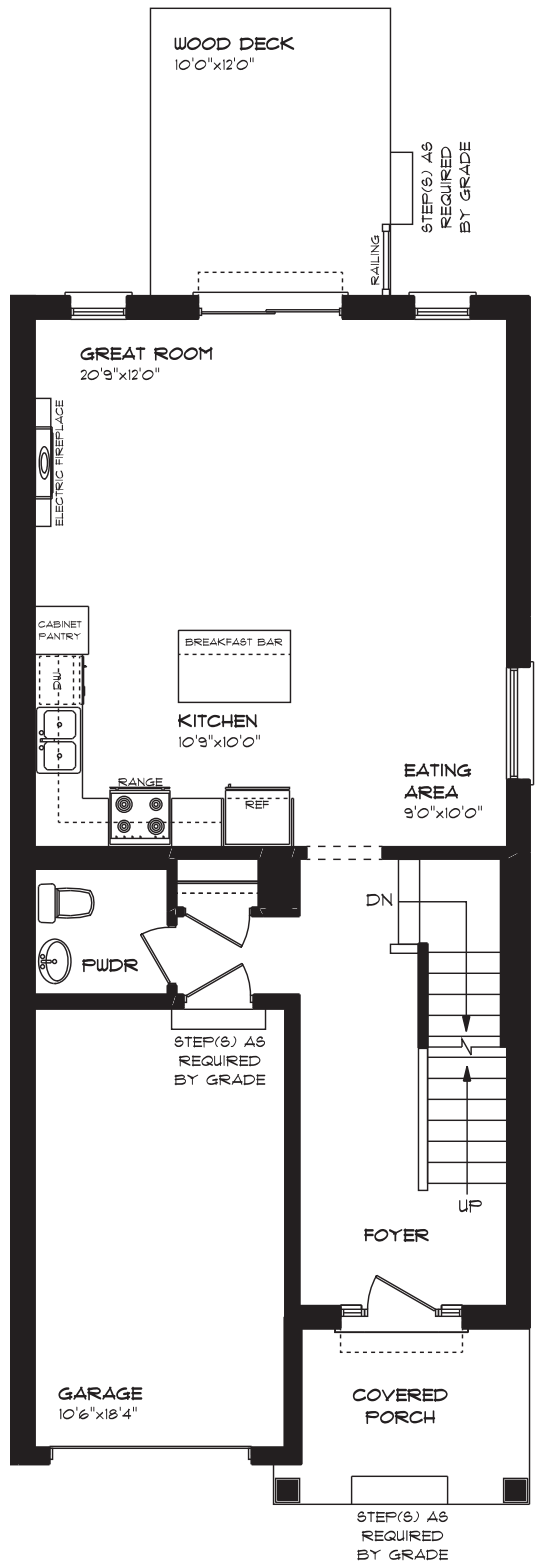 WOOD DECK
10'0"x12'0"
STEP(S) AS
REQUIRED
BY GRADE
RAILING
GREAT ROOM
20'9"x12'0"
ELECTRIC FIREPLACE
CABINET
PANTRY
BREAKFAST BAR
DW
KITCHEN
10'9"x10'0"
EATING
AREA
9'0"x10'0"
RANGE
REF
DN
PWDR
STEP(S) AS
REQUIRED
BY GRADE
UP
FOYER
GARAGE
10'6"x18'4"
COVERED
PORCH
STEP(S) AS
REQUIRED
BY GRADE